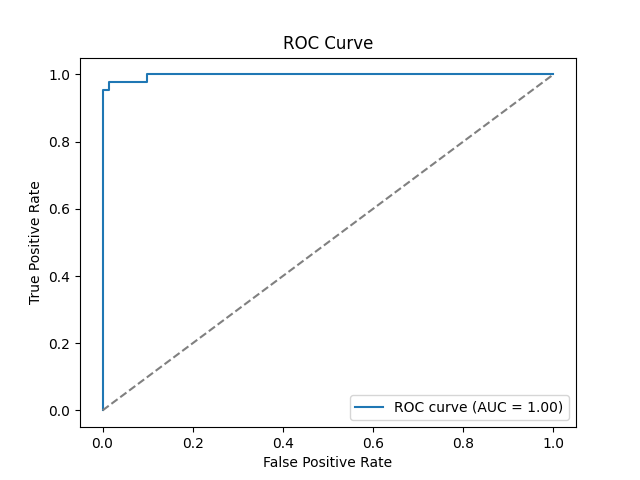 ROC Curve
1.0
0.8
0.6
0.4
0.2
0.0
True Positive Rate
ROC curve (AUC = 1.00)
0.0 0.2 0.4 0.6 0.8 1.0
False Positive Rate